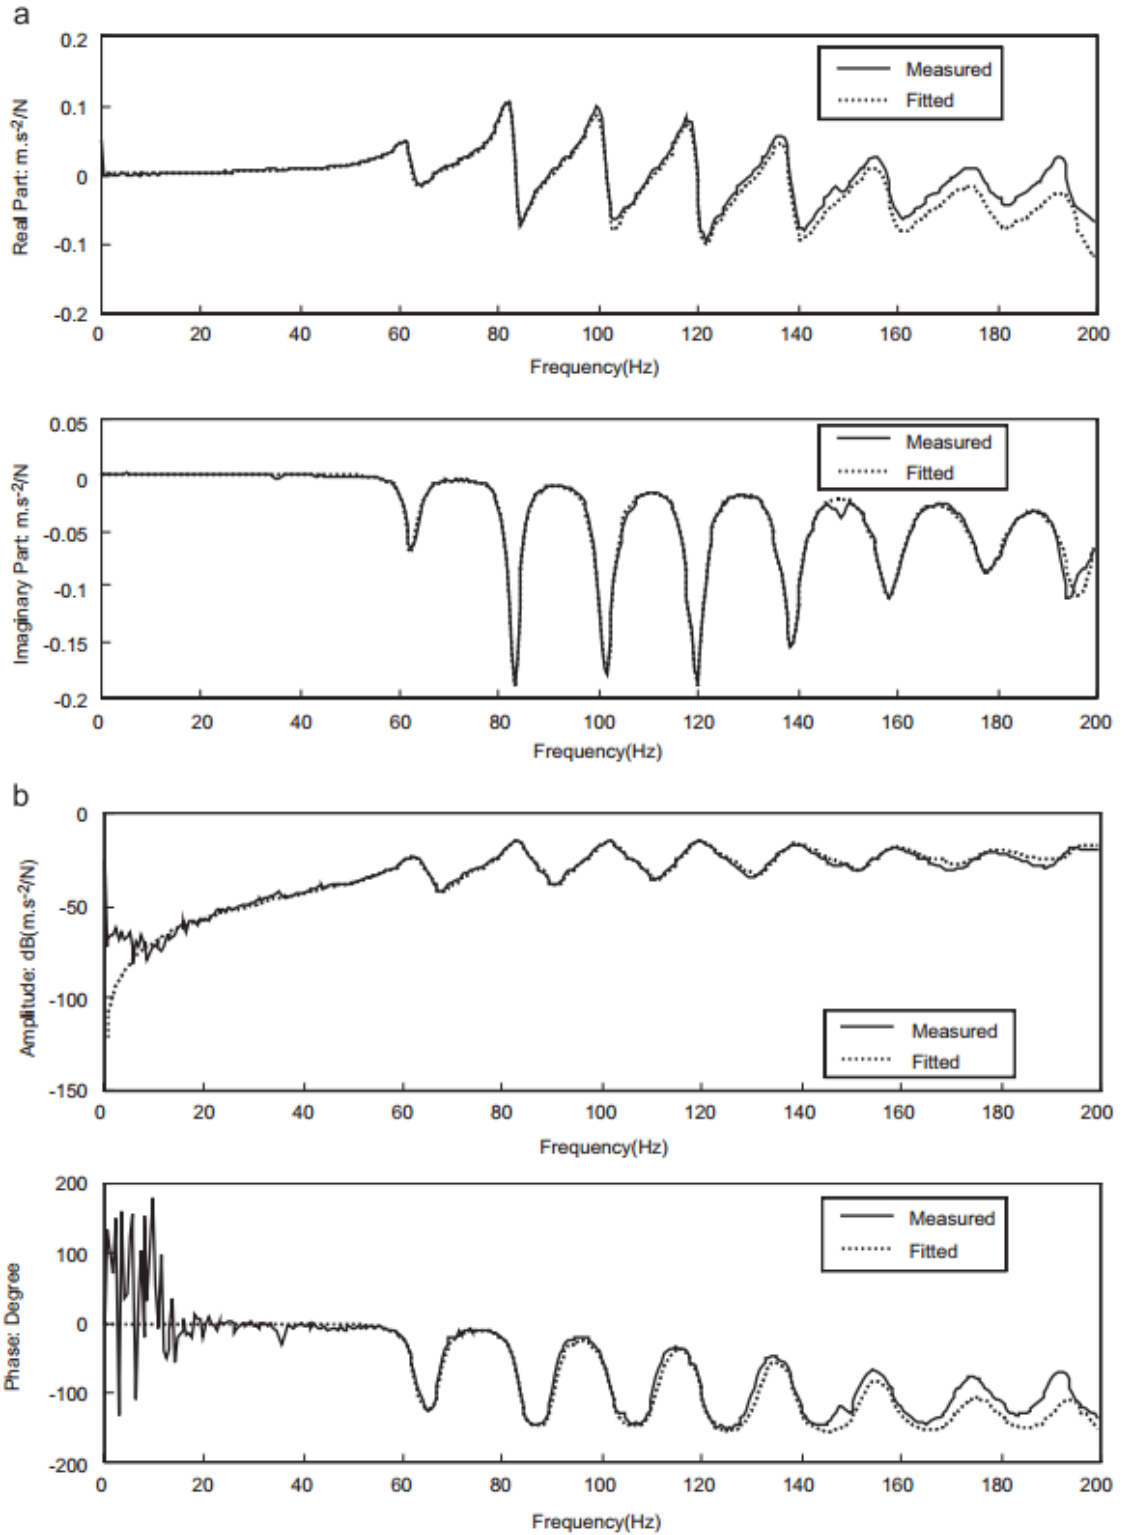 a
0.2
0.1
0
-0.1
-0.2
Real Part: m.s-2/N
Measured
Fitted
0 20 40 60 80 100 120 140 160 180 200
Frequency(Hz)
0.05
0
-0.05
-0.1
-0.15
-0.2
Imaginary Part: m.s-2/N
Measured
Fitted
0 20 40 60 80 100 120 140 160 180 200
Frequency(Hz)
b
0
-50
-100
-150
Amplitude: dB(m.s-2/N)
Measured
Fitted
0 20 40 60 80 100 120 140 160 180 200
Frequency(Hz)
200
100
0
-100
-200
Phase: Degree
Measured
Fitted
0 20 40 60 80 100 120 140 160 180 200
Frequency(Hz)